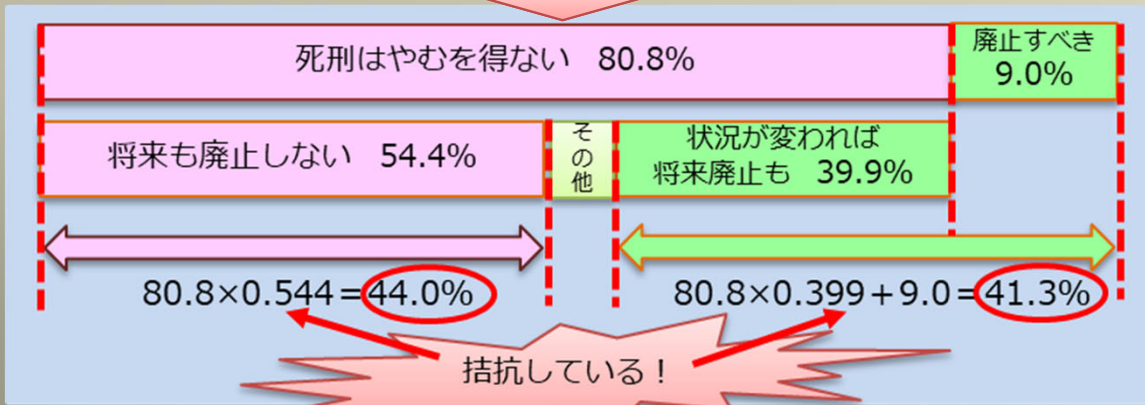 死刑はやむを得ない 80.8%
廃止すべき
9.0%
将来も廃止しない 54.4%
その他
状況が変われば
将来廃止も 39.9%
80.8×0.544=44.0%
80.8×0.399+9.0=41.3%
拮抗している!